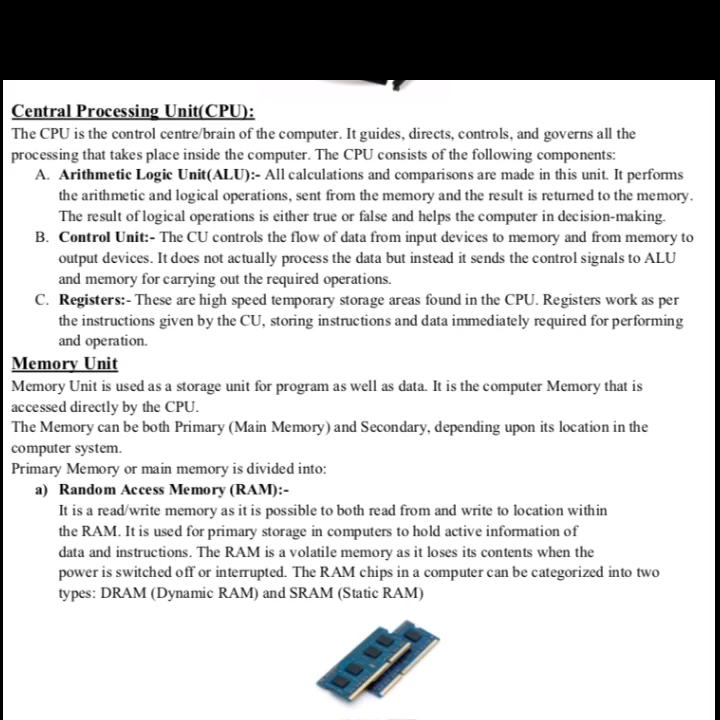 Central Processing Unit(CPU):
The CPU is the control centre/brain of the computer. It guides, directs, controls, and governs all the
processing that takes place inside the computer. The CPU consists of the following components:
A. Arithmetic Logic Unit(ALU):- All calculations and comparisons are made in this unit. It performs
the arithmetic and logical operations, sent from the memory and the result is returned to the memory.
The result of logical operations is either true or false and helps the computer in decision-making.
B. Control Unit:- The CU controls the flow of data from input devices to memory and from memory to
output devices. It does not actually process the data but instead it sends the control signals to ALU
and memory for carrying out the required operations.
C. Registers:- These are high speed temporary storage areas found in the CPU. Registers work as per
the instructions given by the CU, storing instructions and data immediately required for performing
and operation.
Memory Unit
Memory Unit is used as a storage unit for program as well as data. It is the computer Memory that is
accessed directly by the CPU.
The Memory can be both Primary (Main Memory) and Secondary, depending upon its location in the
computer system.
Primary Memory or main memory is divided into:
a) Random Access Memory (RAM):-
It is a read/write memory as it is possible to both read from and write to location within
the RAM. It is used for primary storage in computers to hold active information of
data and instructions. The RAM is a volatile memory as it loses its contents when the
power is switched off or interrupted. The RAM chips in a computer can be categorized into two
types: DRAM (Dynamic RAM) and SRAM (Static RAM)